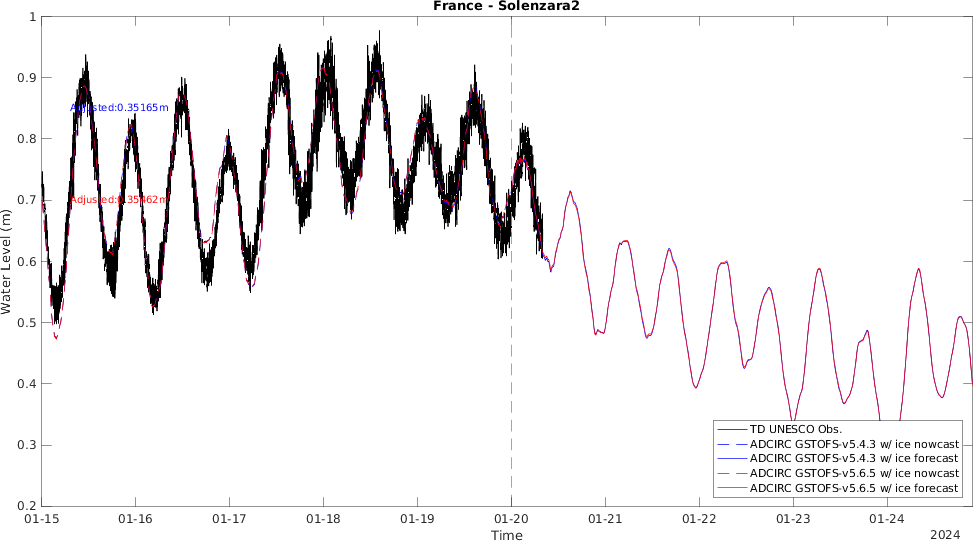 France - Solenzara2
1
0.9
0.8
0.7
0.6
0.5
0.4
0.3
0.2
Water Level (m)
Adjusted:0.35165m
Adjusted:0.35462m
TD UNESCO Obs.
ADCIRC GSTOFS-v5.4.3 w/ ice nowcast
ADCIRC GSTOFS-v5.4.3 w/ ice forecast
ADCIRC GSTOFS-v5.6.5 w/ ice nowcast
ADCIRC GSTOFS-v5.6.5 w/ ice forecast
01-15 01-16 01-17 01-18 01-19 01-20 01-21 01-22 01-23 01-24
Time
2024